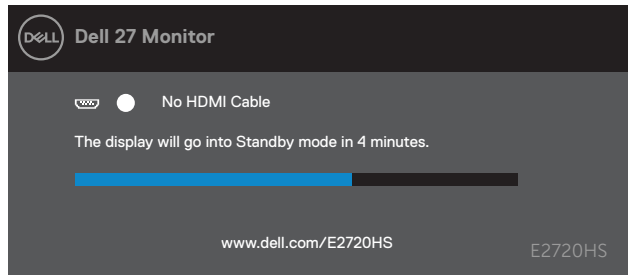 DELL Dell 27 Monitor
No HDMI Cable
The display will go into Standby mode in 4 minutes.
www.dell.com/E2720HS
E2720HS